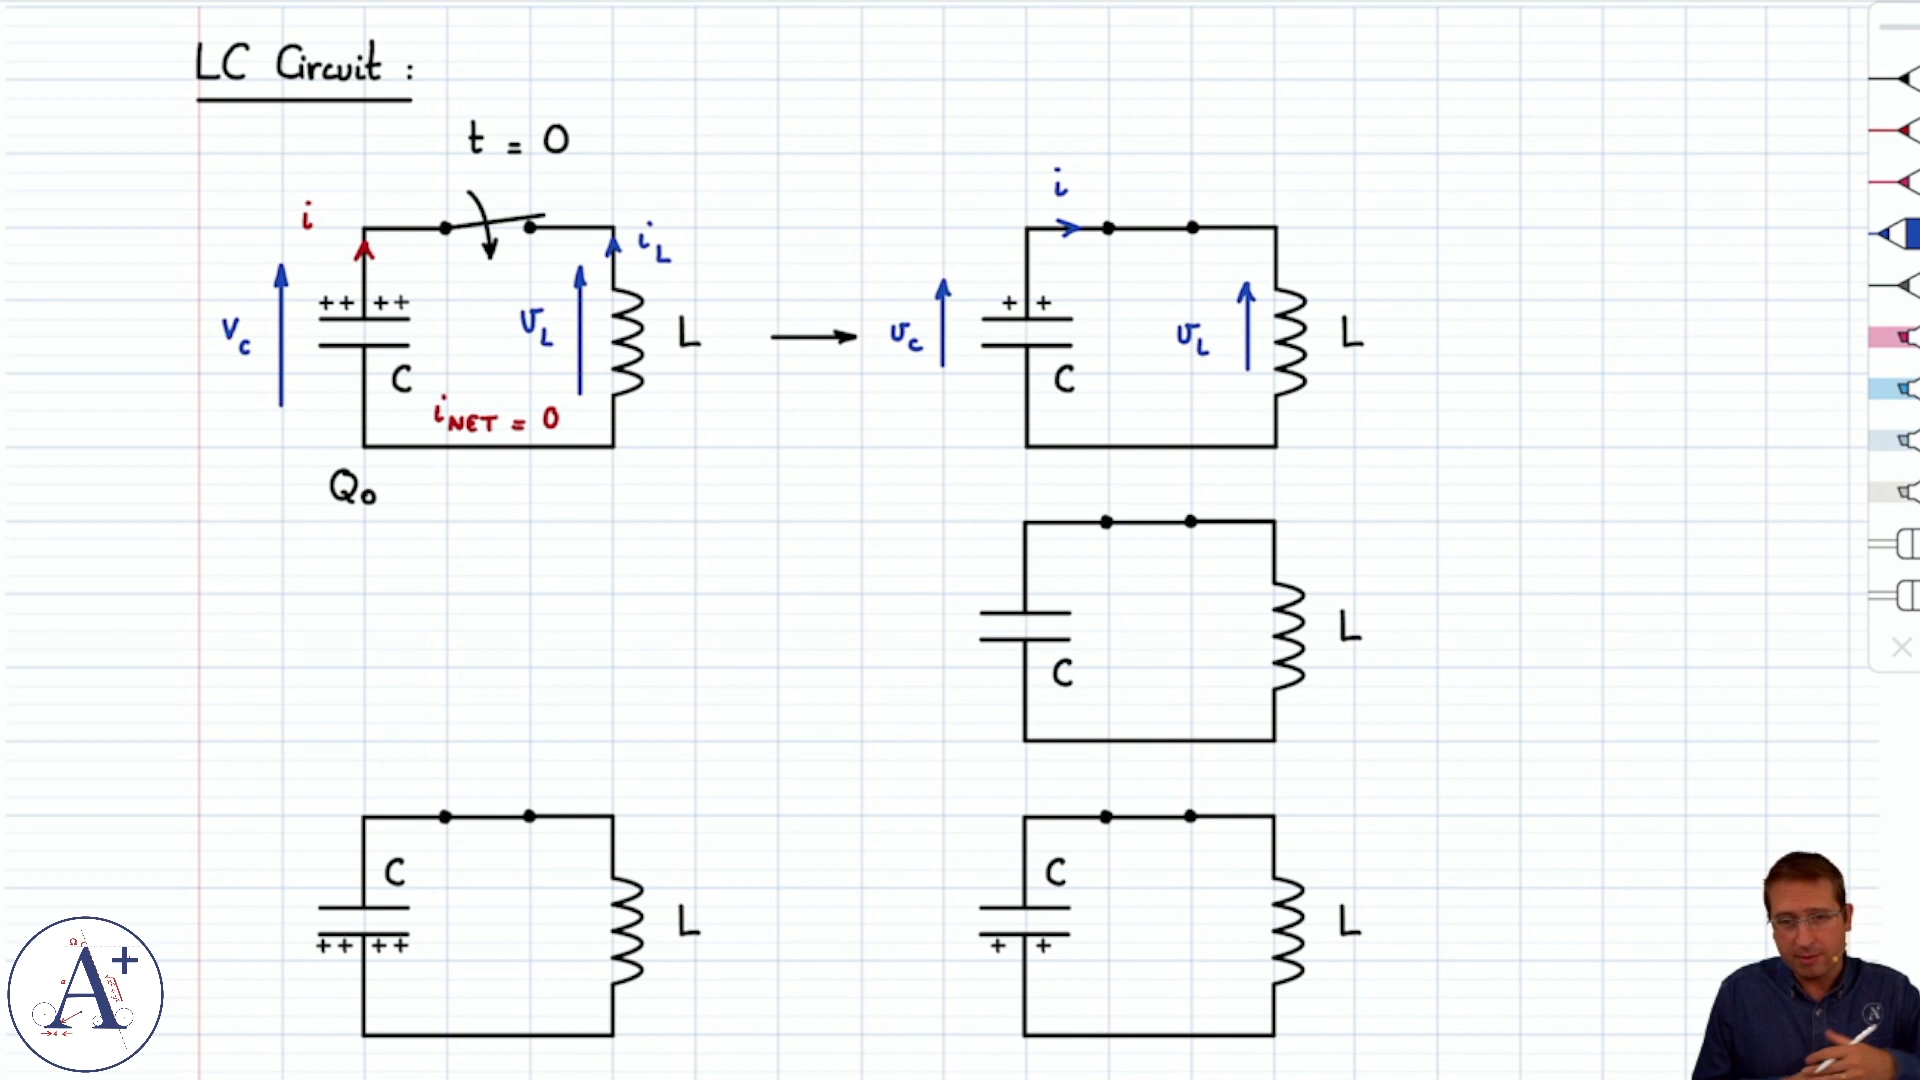 LC Circuit :
t = 0
i
i_L
++ ++
V_c
v_L
L
C
i_NET = 0
Q₀
i
+ +
v_c
v_L
L
C
L
C
C
L
++ ++
C
L
+ +
A+